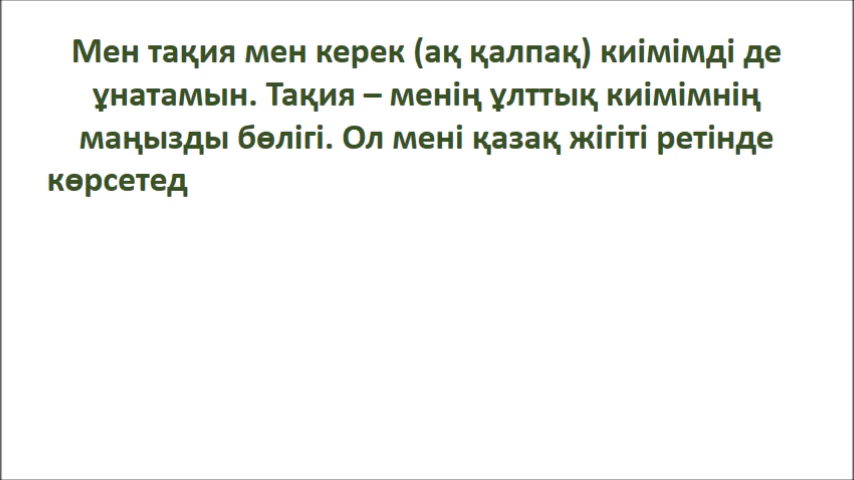 Мен тақия мен керек (ақ қалпақ) киімімді де
ұнатамын. Тақия – менің ұлттық киімімнің
маңызды бөлігі. Ол мені қазақ жігіті ретінде
көрсетед